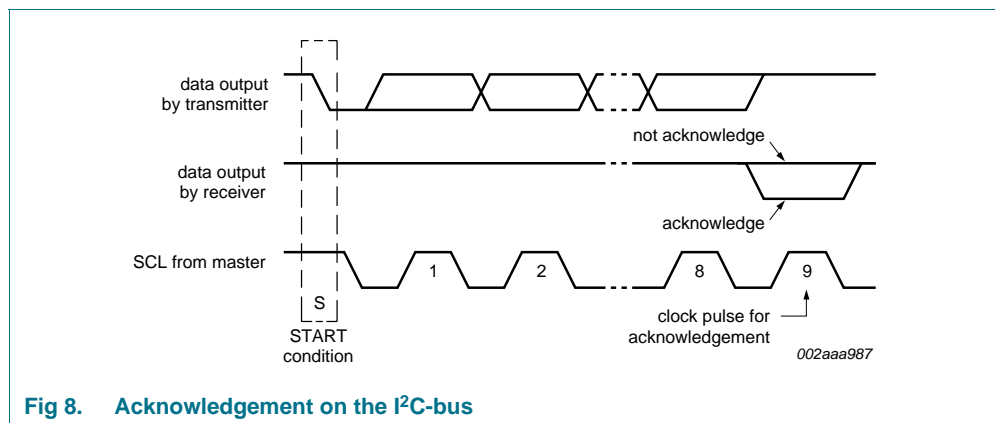 data output
by transmitter
not acknowledge
data output
by receiver
acknowledge
SCL from master
1
2
8
9
S
START
condition
clock pulse for
acknowledgement
002aaa987
Fig 8. Acknowledgement on the I²C-bus